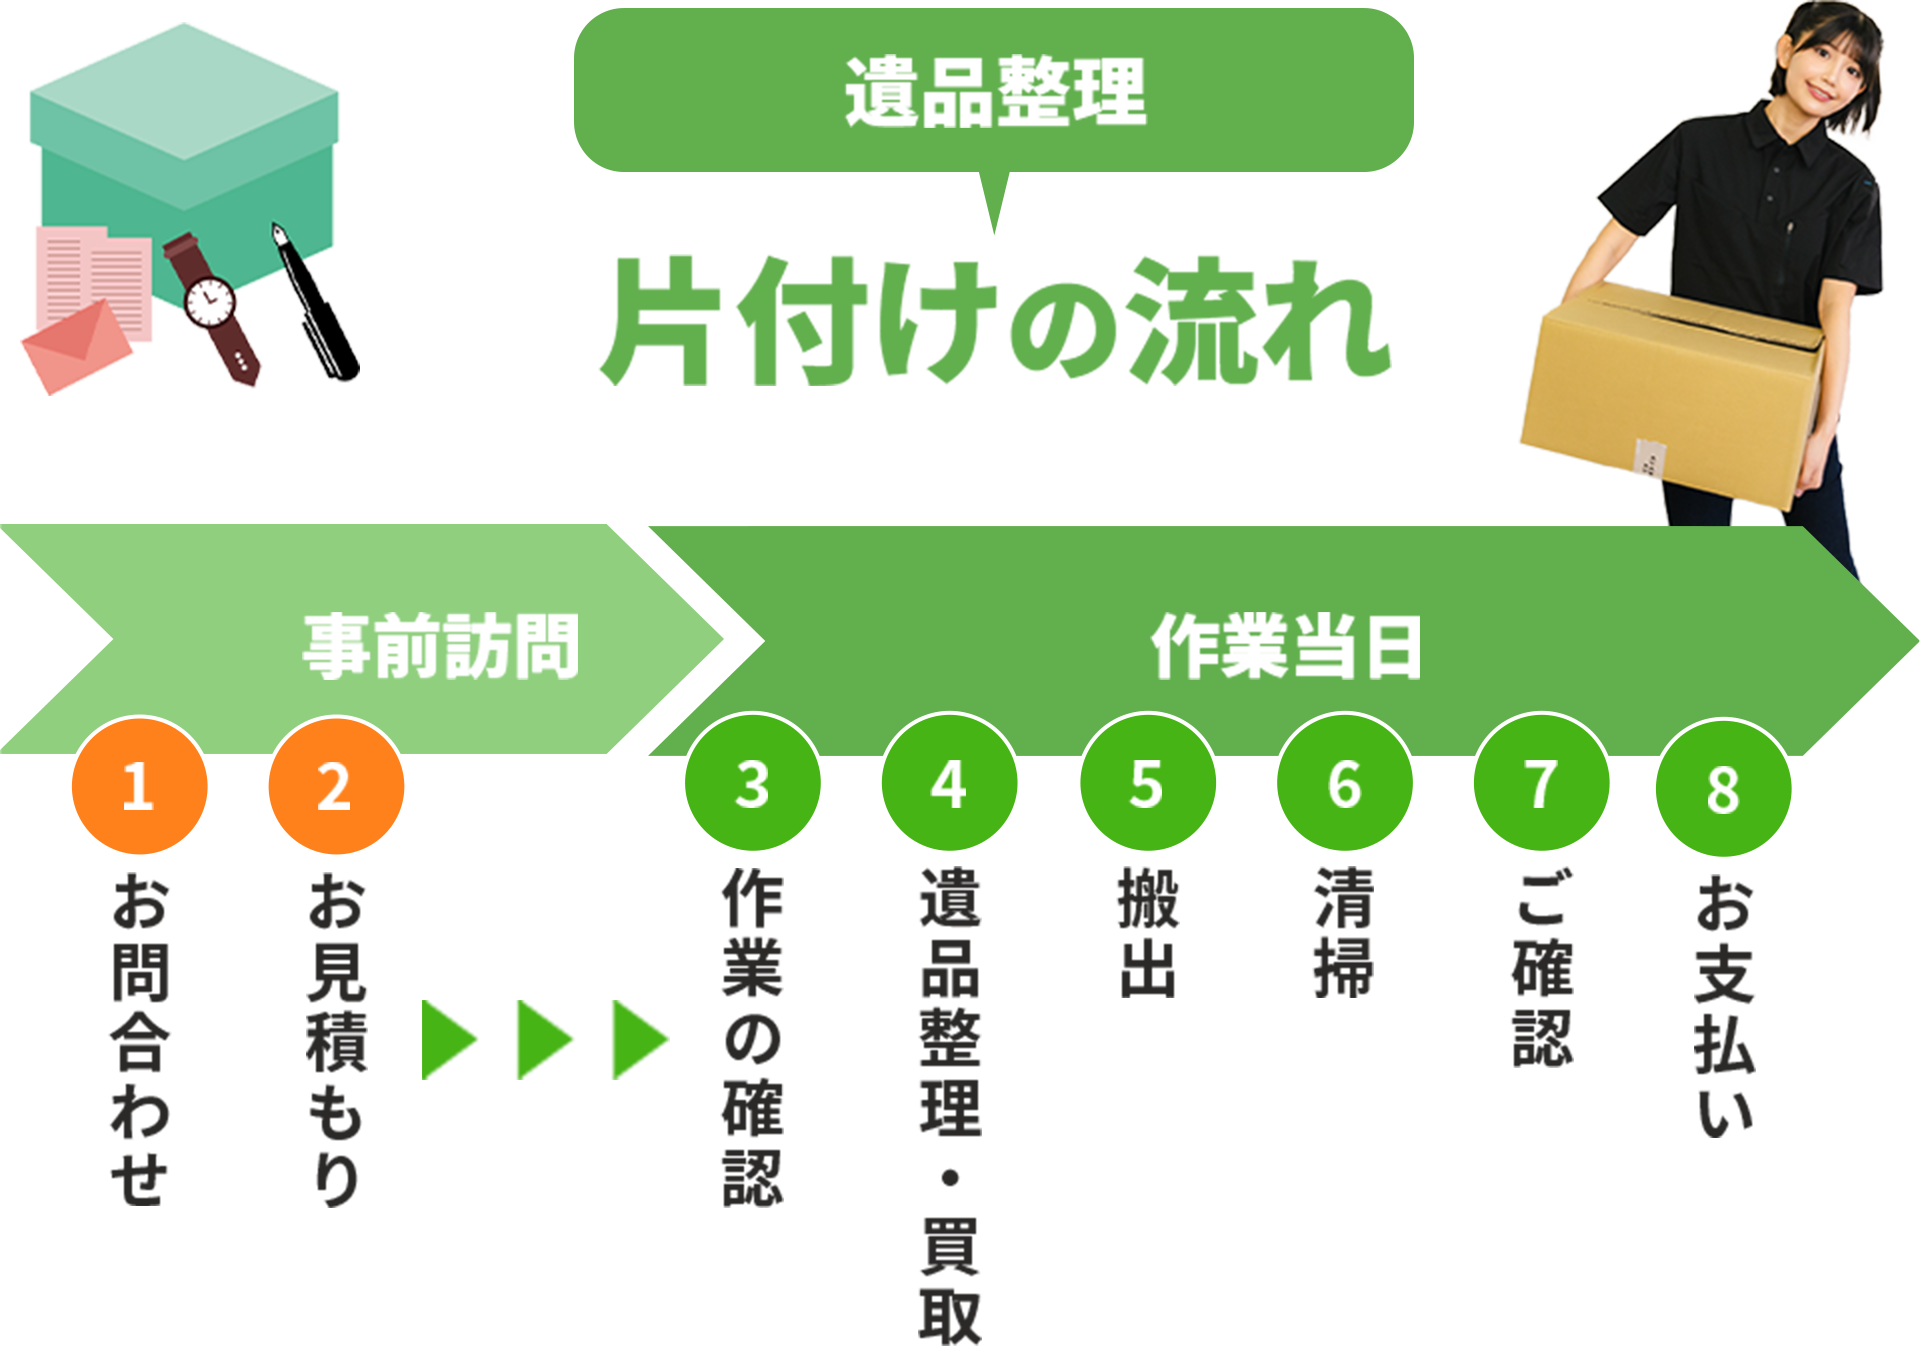 遺品整理
片付けの流れ
事前訪問
作業当日
1
お問合わせ
2
お見積もり
3
作業の確認
4
遺品整理・買取
5
搬出
6
清掃
7
ご確認
8
お支払い